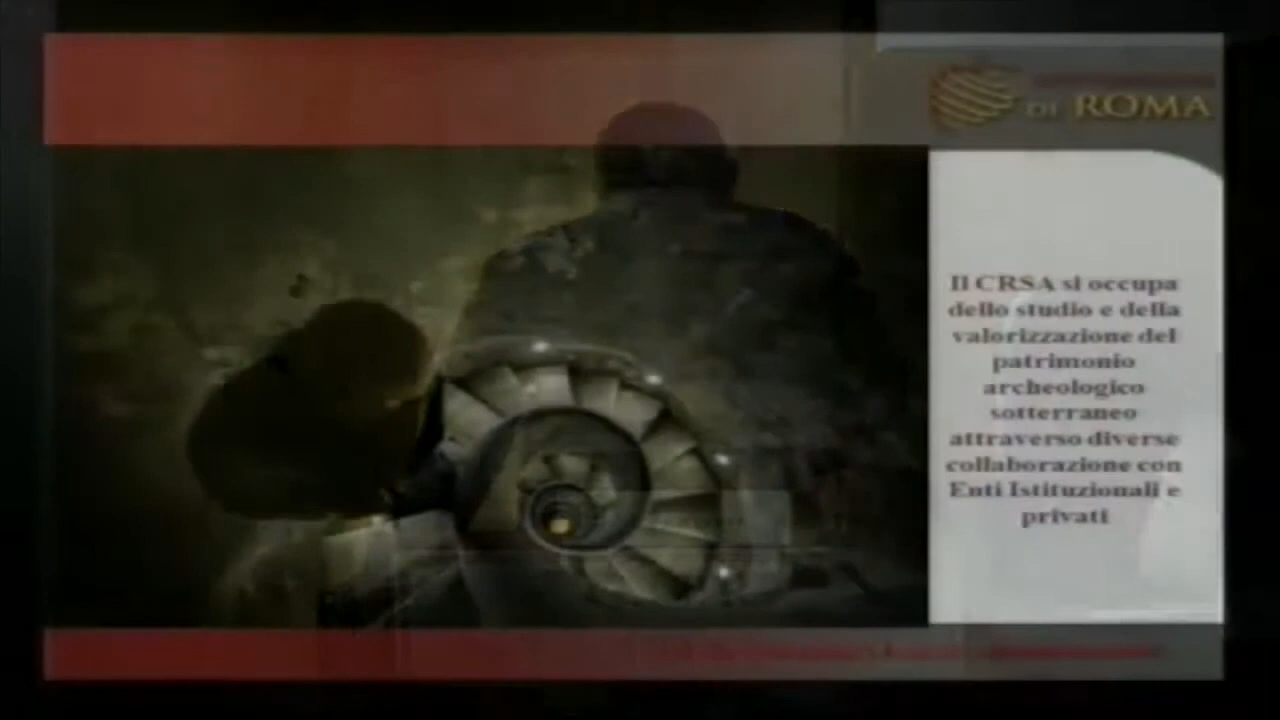 DI ROMA
Il CRSA si occupa
dello studio e della
valorizzazione del
patrimonio
archeologico
sotterraneo
attraverso diverse
collaborazione con
Enti Istituzionali e
privati